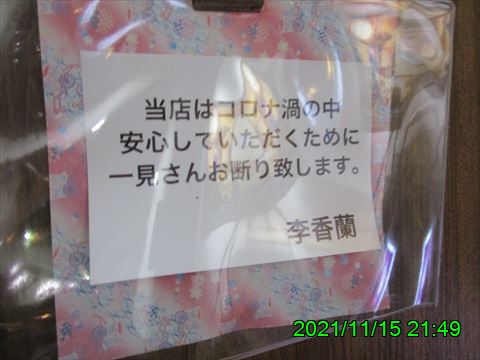 当店はコロナ渦の中
安心していただくために
一見さんお断り致します。
李香蘭
2021/11/15 21:49